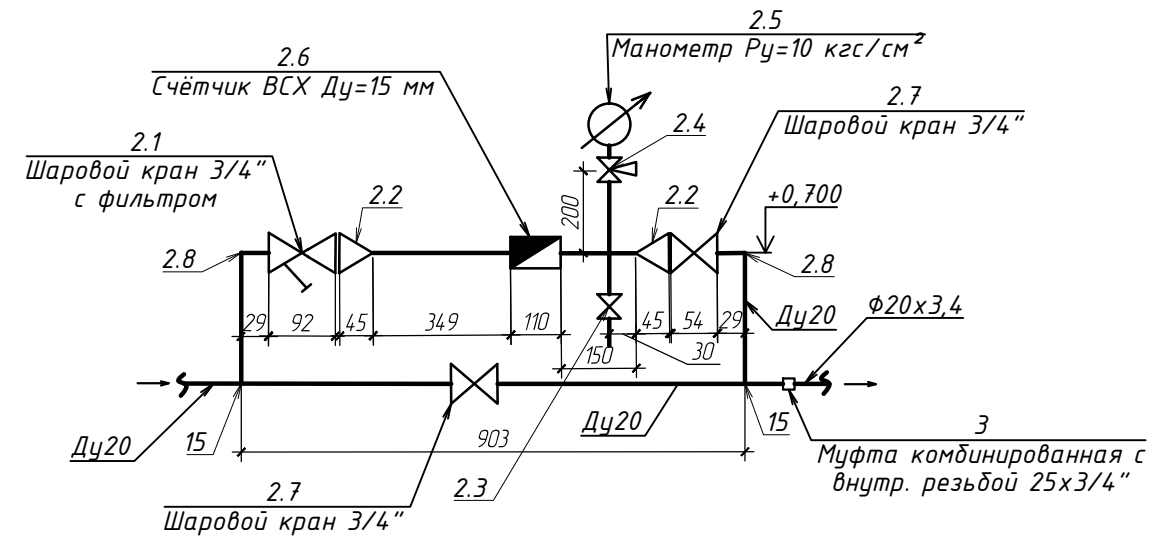 2.5
Манометр Ру=10 кгс/см²
2.6
Счётчик ВСХ Ду=15 мм
2.7
Шаровой кран 3/4"
2.4
2.1
Шаровой кран 3/4"
с фильтром
2.2
200
2.2
+0,700
2.8
2.8
29
92
45
349
110
45
54
29
Ду20
Ф20х3,4
150
30
Ду20
15
903
Ду20
15
3
Муфта комбинированная с
внутр. резьбой 25х3/4"
2.7
Шаровой кран 3/4"
2.3